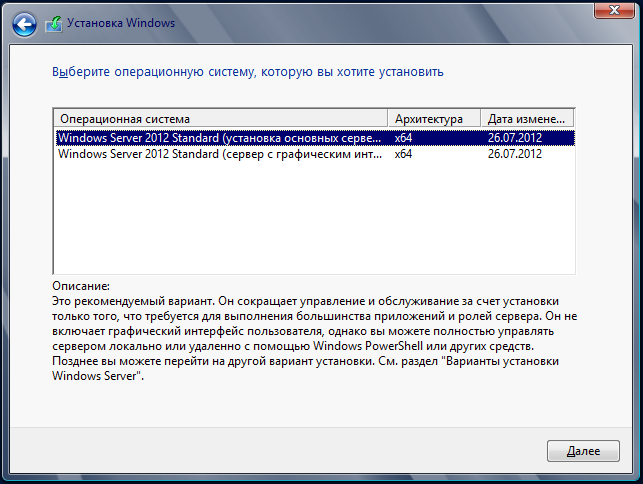 Установка Windows
Выберите операционную систему, которую вы хотите установить
Операционная система Архитектура Дата измене...
Windows Server 2012 Standard (установка основных серве... x64 26.07.2012
Windows Server 2012 Standard (сервер с графическим инт... x64 26.07.2012
Описание:
Это рекомендуемый вариант. Он сокращает управление и обслуживание за счет установки
только того, что требуется для выполнения большинства приложений и ролей сервера. Он не
включает графический интерфейс пользователя, однако вы можете полностью управлять
сервером локально или удаленно с помощью Windows PowerShell или других средств.
Позднее вы можете перейти на другой вариант установки. См. раздел "Варианты установки
Windows Server".
Далее